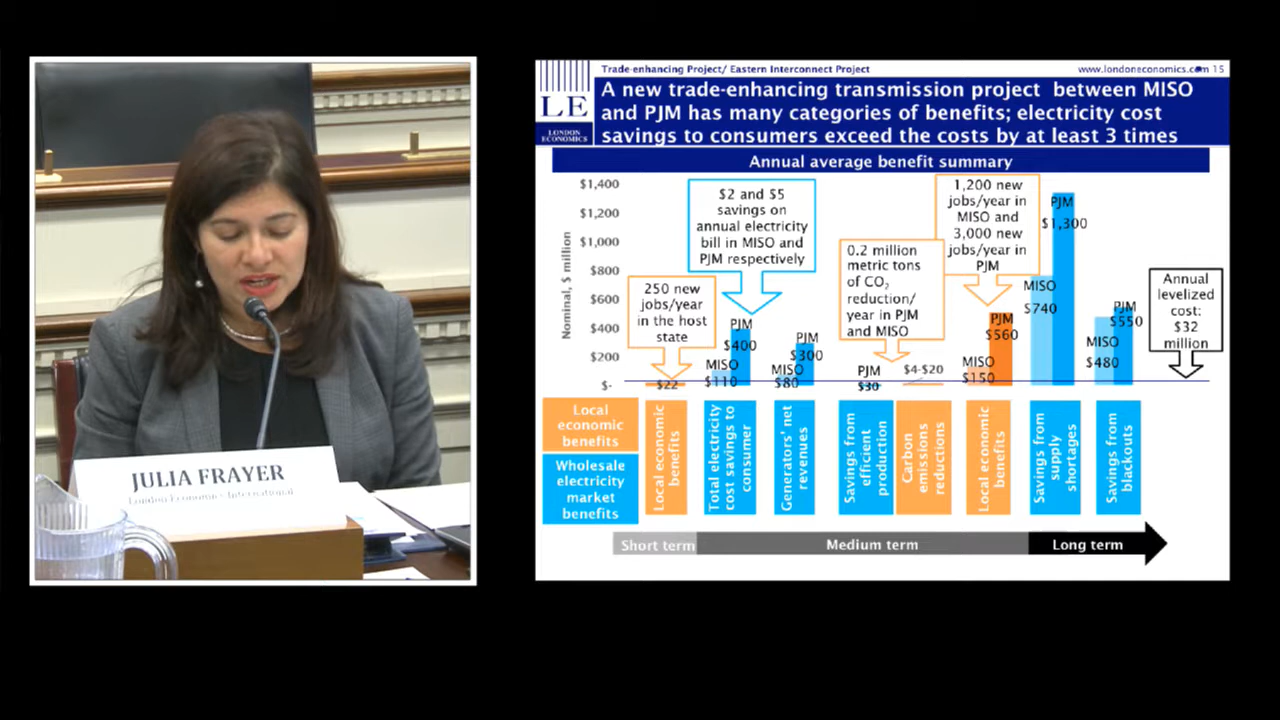 JULIA FRAYER
London Economics International
Trade-enhancing Project/ Eastern Interconnect Project
www.londoneconomics.com 15
LE
LONDON
ECONOMICS
A new trade-enhancing transmission project between MISO
and PJM has many categories of benefits; electricity cost
savings to consumers exceed the costs by at least 3 times
Annual average benefit summary
Nominal, $ million
$1,400
$1,200
$1,000
$800
$600
$400
$200
$-
250 new
jobs/year
in the host
state
$22
$2 and $5
savings on
annual electricity
bill in MISO and
PJM respectively
MISO
$110
PJM
$400
MISO
$80
PJM
$300
0.2 million
metric tons
of CO₂
reduction/
year in PJM
and MISO
PJM
$30
$4-$20
1,200 new
jobs/year in
MISO and
3,000 new
jobs/year in
PJM
MISO
$150
PJM
$560
MISO
$740
PJM
$1,300
MISO
$480
PJM
$550
Annual
levelized
cost:
$32
million
Local
economic
benefits
Wholesale
electricity
market
benefits
Local economic
benefits
Total electricity
cost savings to
consumer
Generators' net
revenues
Savings from
efficient
production
Carbon
emissions
reductions
Local economic
benefits
Savings from
supply
shortages
Savings from
blackouts
Short term
Medium term
Long term